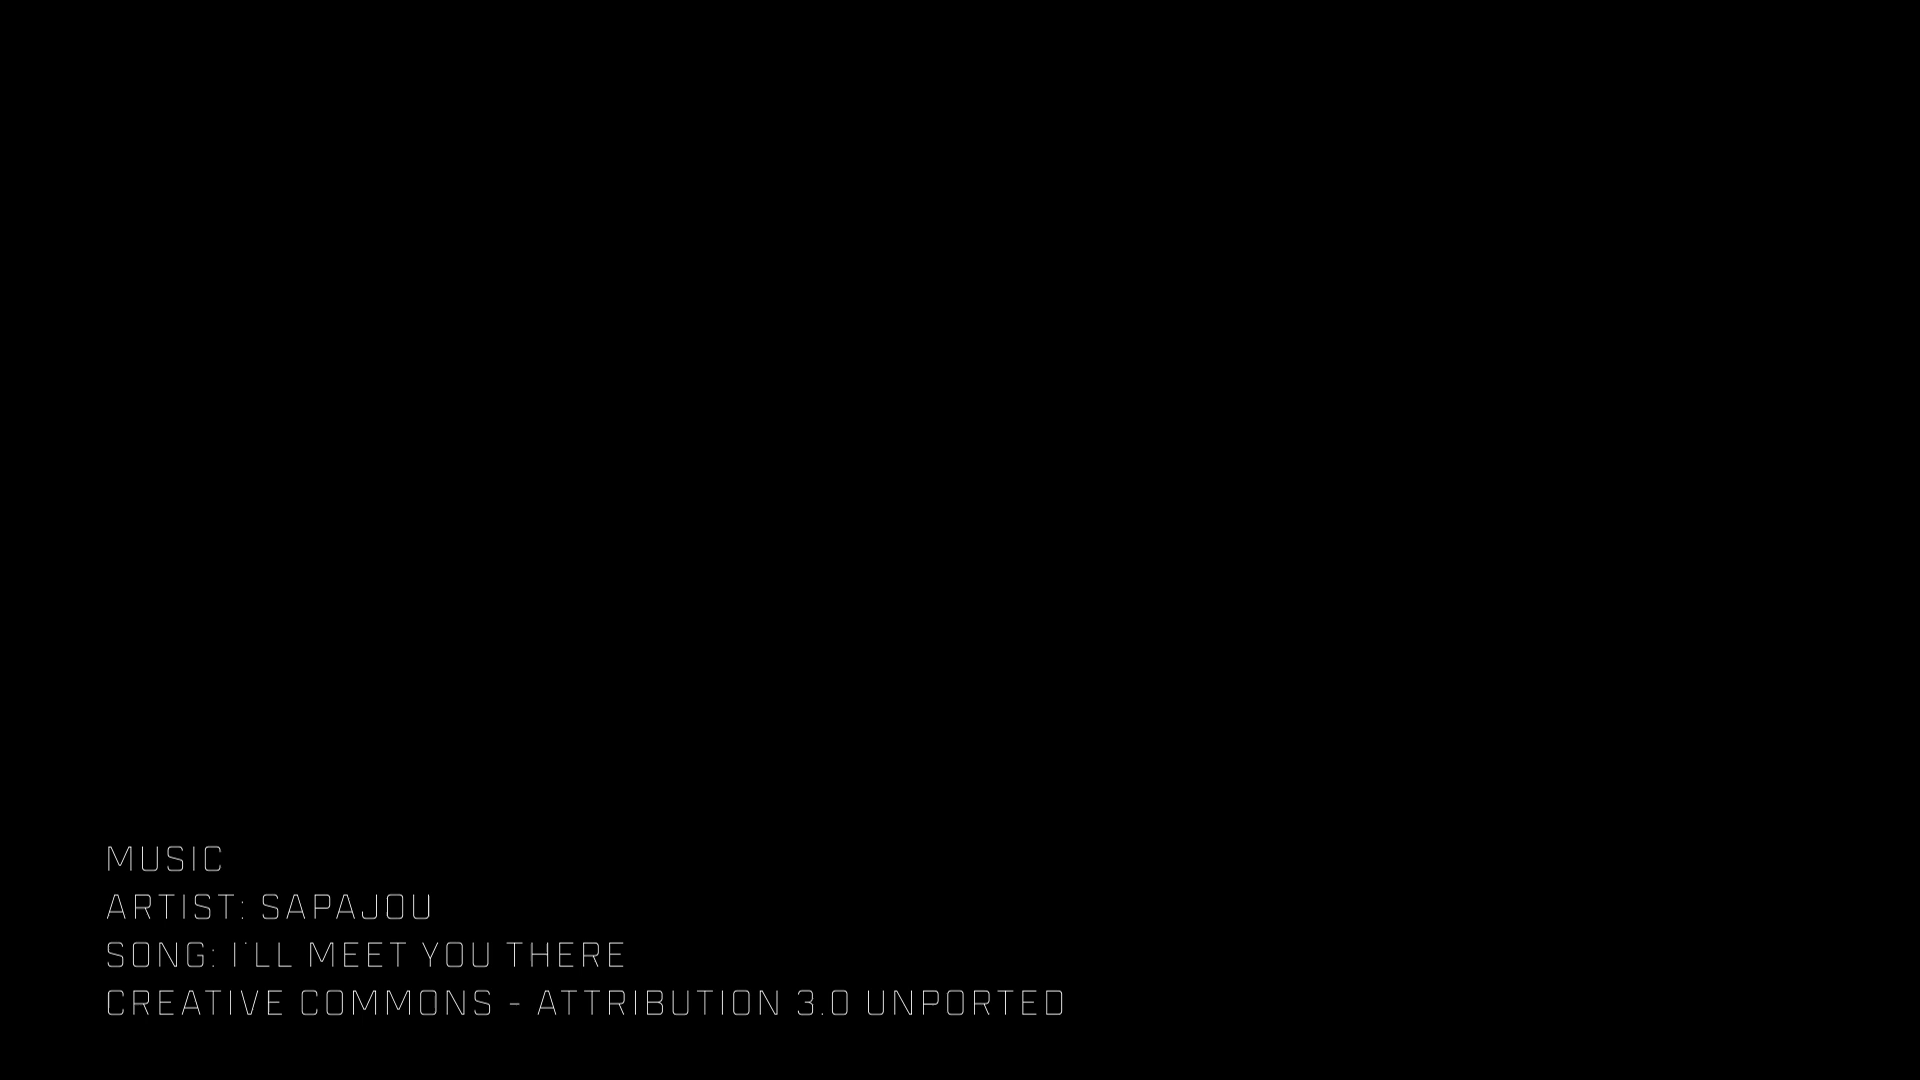 MUSIC
ARTIST: SAPAJOU
SONG: I'LL MEET YOU THERE
CREATIVE COMMONS - ATTRIBUTION 3.0 UNPORTED